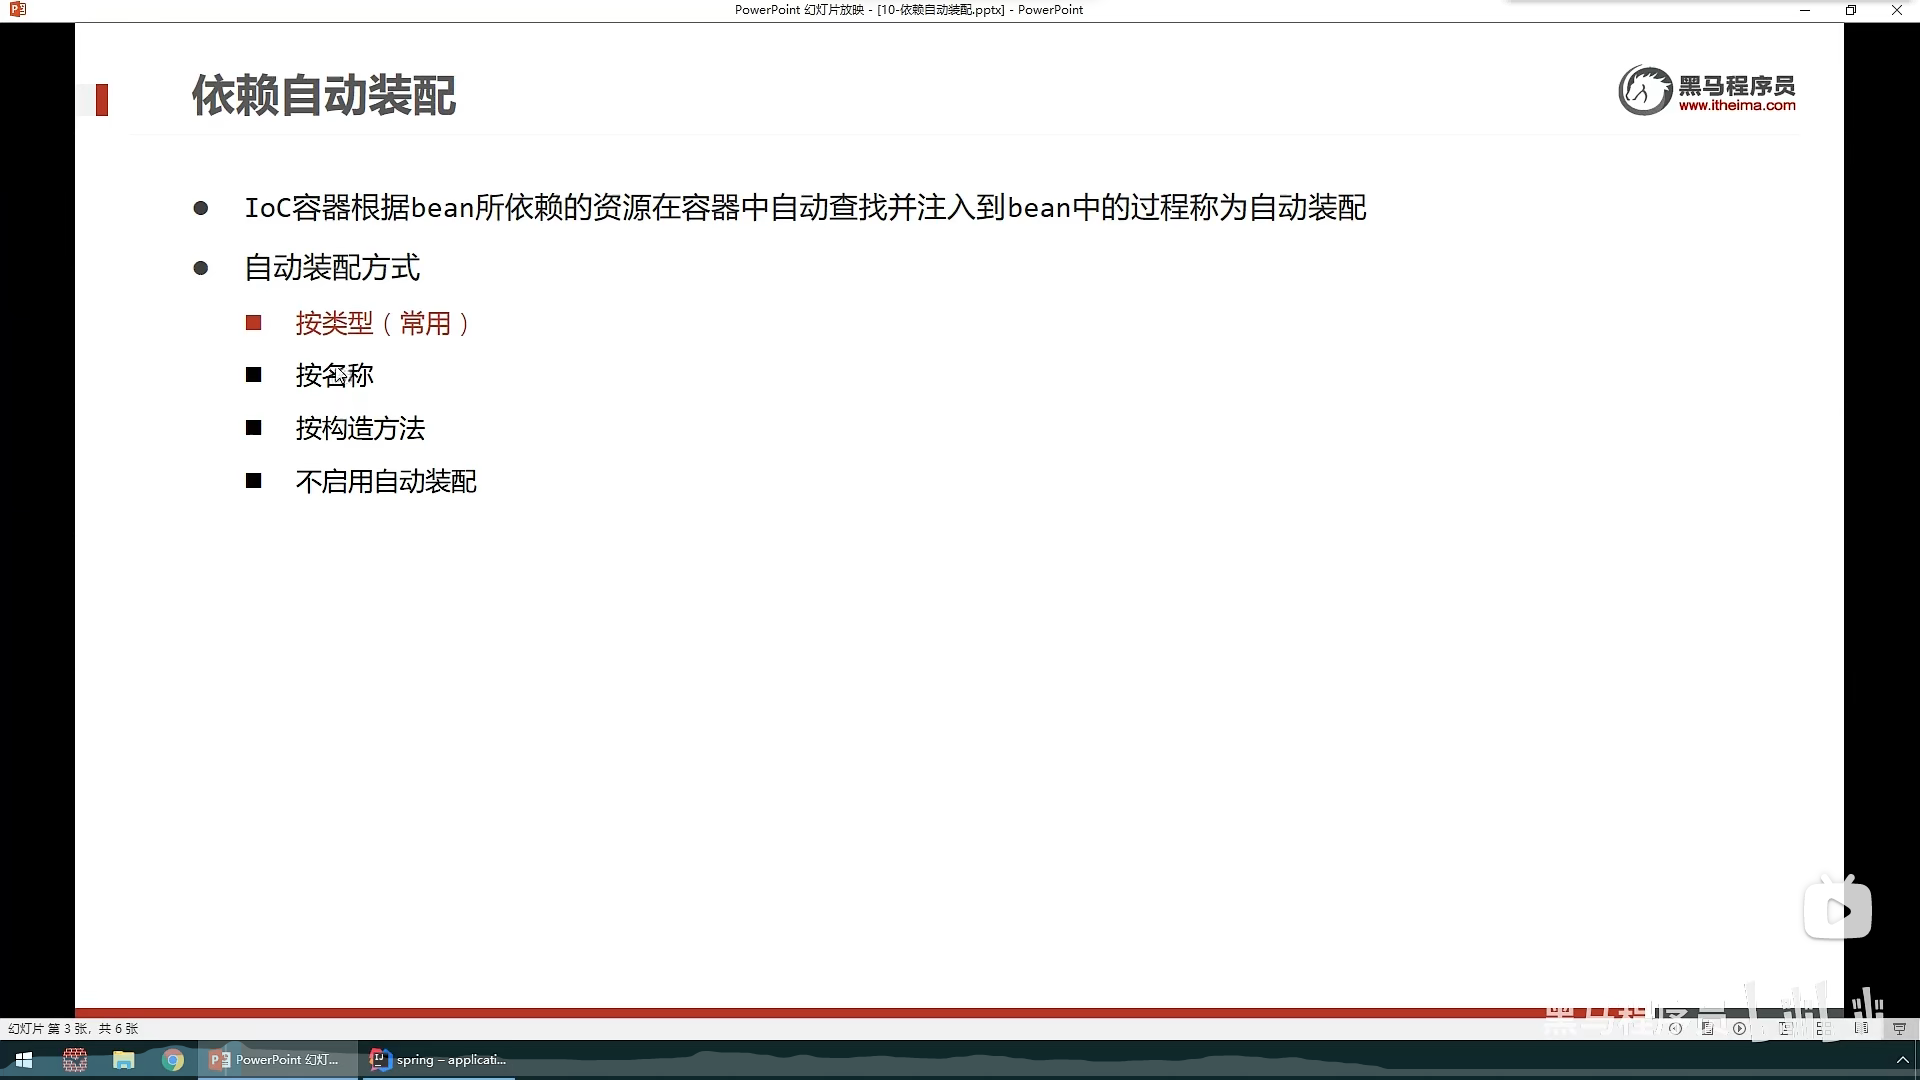 PowerPoint 幻灯片放映 - [10-依赖自动装配.pptx] - PowerPoint
依赖自动装配
黑马程序员
www.itheima.com
IoC容器根据bean所依赖的资源在容器中自动查找并注入到bean中的过程称为自动装配
自动装配方式
按类型（常用）
按名称
按构造方法
不启用自动装配
黑马程序员
幻灯片 第 3 张，共 6 张
PowerPoint 幻灯...
spring – applicati...